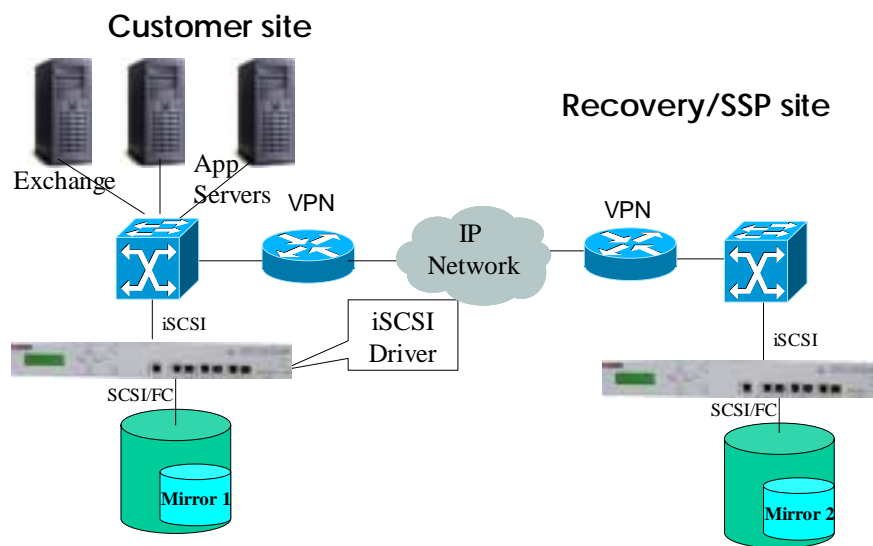 Customer site
Recovery/SSP site
Exchange
App
Servers
VPN
IP
Network
VPN
iSCSI
iSCSI
Driver
iSCSI
SCSI/FC
SCSI/FC
Mirror 1
Mirror 2